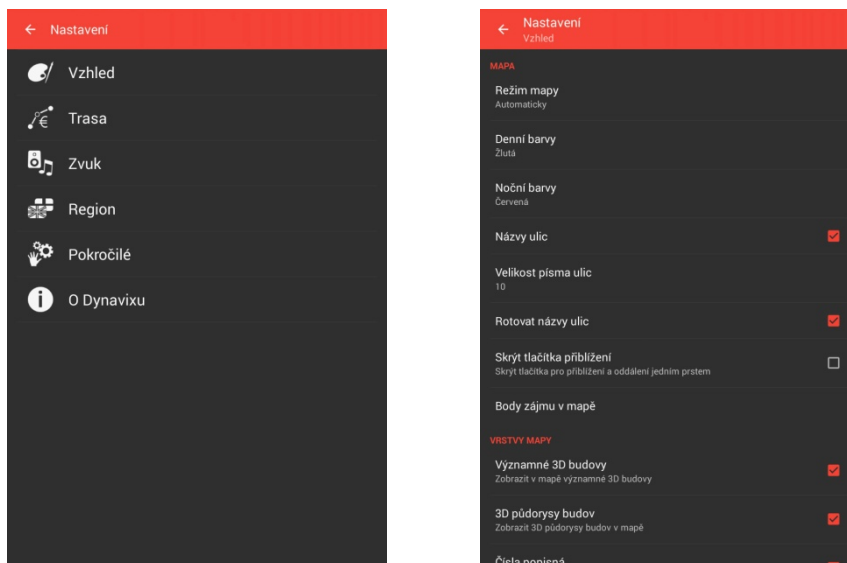 Nastavení
Vzhled
Trasa
Zvuk
Region
Pokročilé
O Dynavixu
Nastavení
Vzhled
MAPA
Režim mapy
Automaticky
Denní barvy
Žlutá
Noční barvy
Červená
Názvy ulic
Velikost písma ulic
10
Rotovat názvy ulic
Skrýt tlačítka přiblížení
Skrýt tlačítka pro přiblížení a oddálení jedním prstem
Body zájmu v mapě
VRSTVY MAPY
Významné 3D budovy
Zobrazit v mapě významné 3D budovy
3D půdorysy budov
Zobrazit 3D půdorysy budov v mapě
Čísla popisná